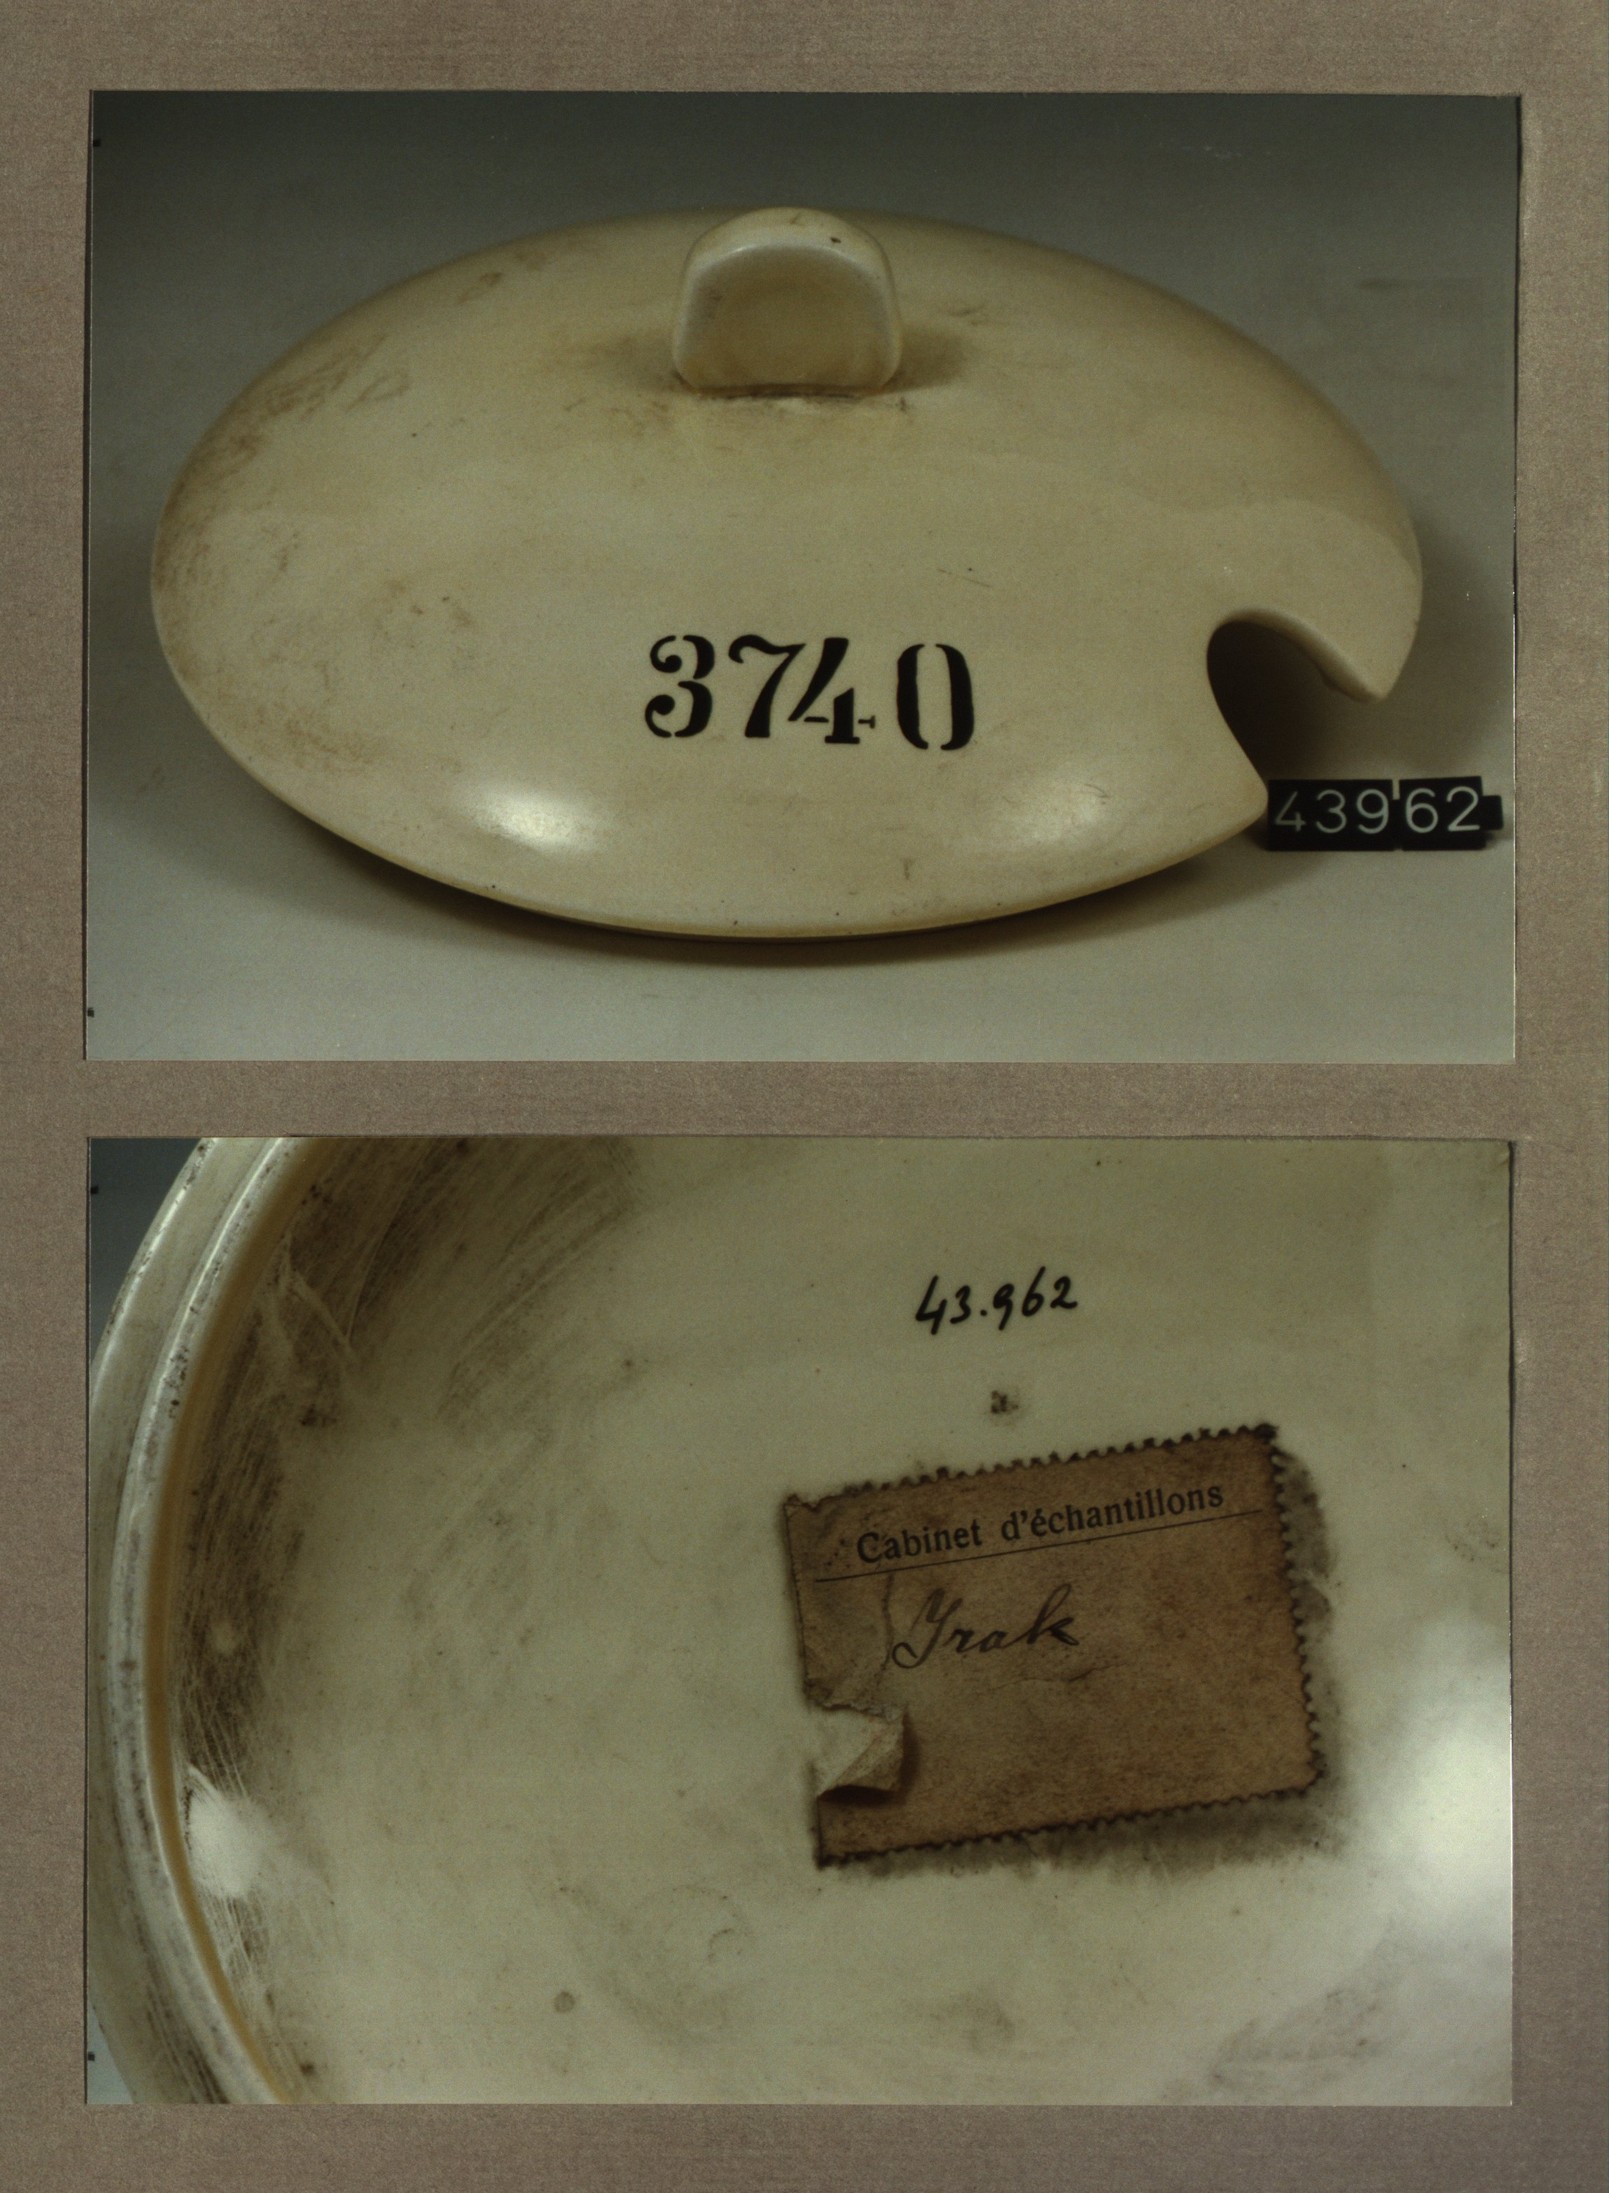 3740
43962
43.962
Cabinet d'échantillons
Irak